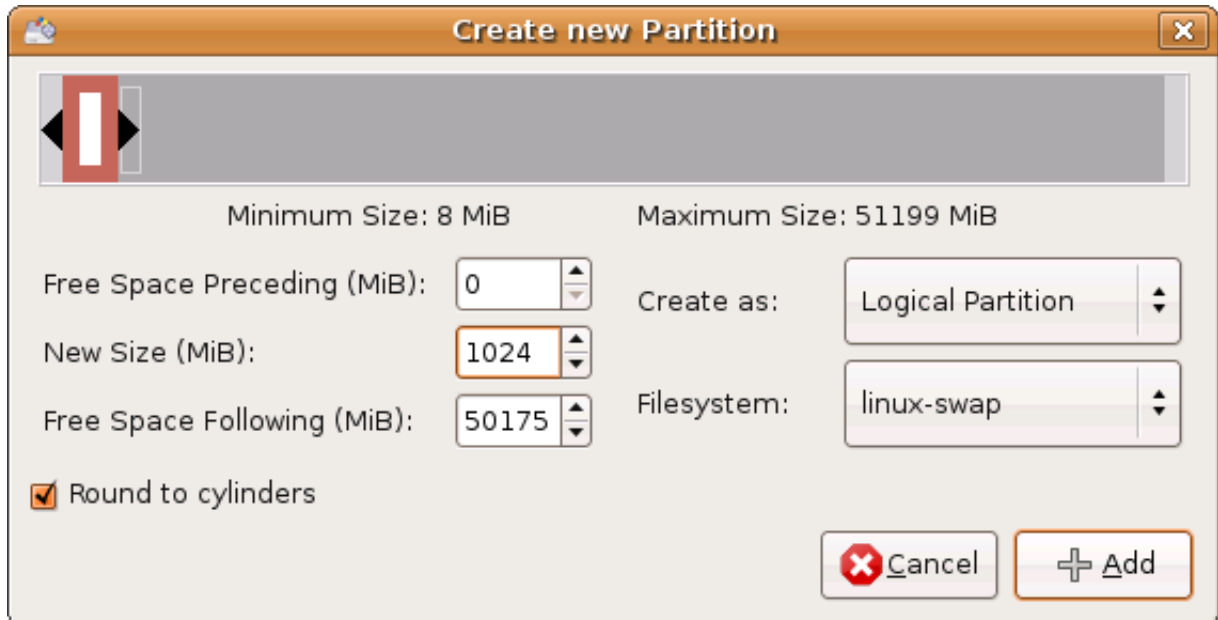 Create new Partition
Minimum Size: 8 MiB Maximum Size: 51199 MiB
Free Space Preceding (MiB): 0
Create as: Logical Partition
New Size (MiB): 1024
Free Space Following (MiB): 50175
Filesystem: linux-swap
Round to cylinders
Cancel Add